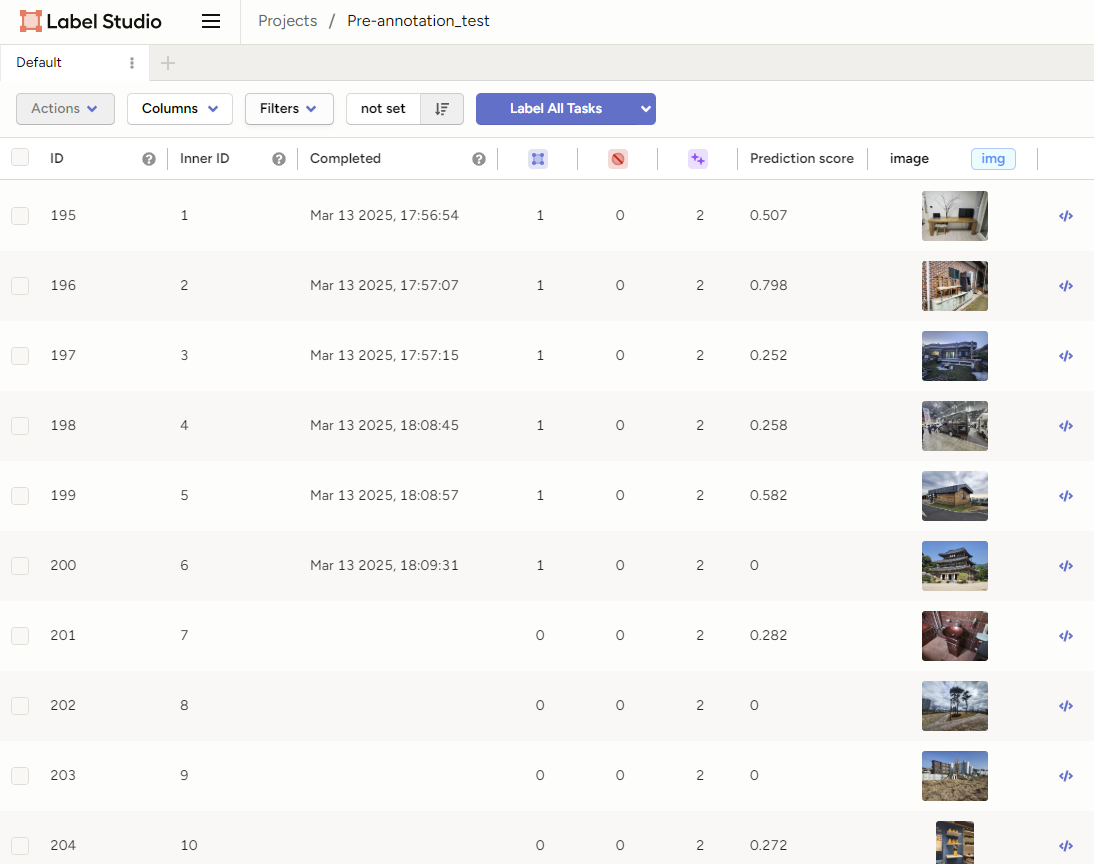 Label Studio Projects / Pre-annotation_test
Default
Actions Columns Filters not set Label All Tasks
ID Inner ID Completed Prediction score image img
195 1 Mar 13 2025, 17:56:54 1 0 2 0.507 </>
196 2 Mar 13 2025, 17:57:07 1 0 2 0.798 </>
197 3 Mar 13 2025, 17:57:15 1 0 2 0.252 </>
198 4 Mar 13 2025, 18:08:45 1 0 2 0.258 </>
199 5 Mar 13 2025, 18:08:57 1 0 2 0.582 </>
200 6 Mar 13 2025, 18:09:31 1 0 2 0 </>
201 7 0 0 2 0.282 </>
202 8 0 0 2 0 </>
203 9 0 0 2 0 </>
204 10 0 0 2 0.272 </>